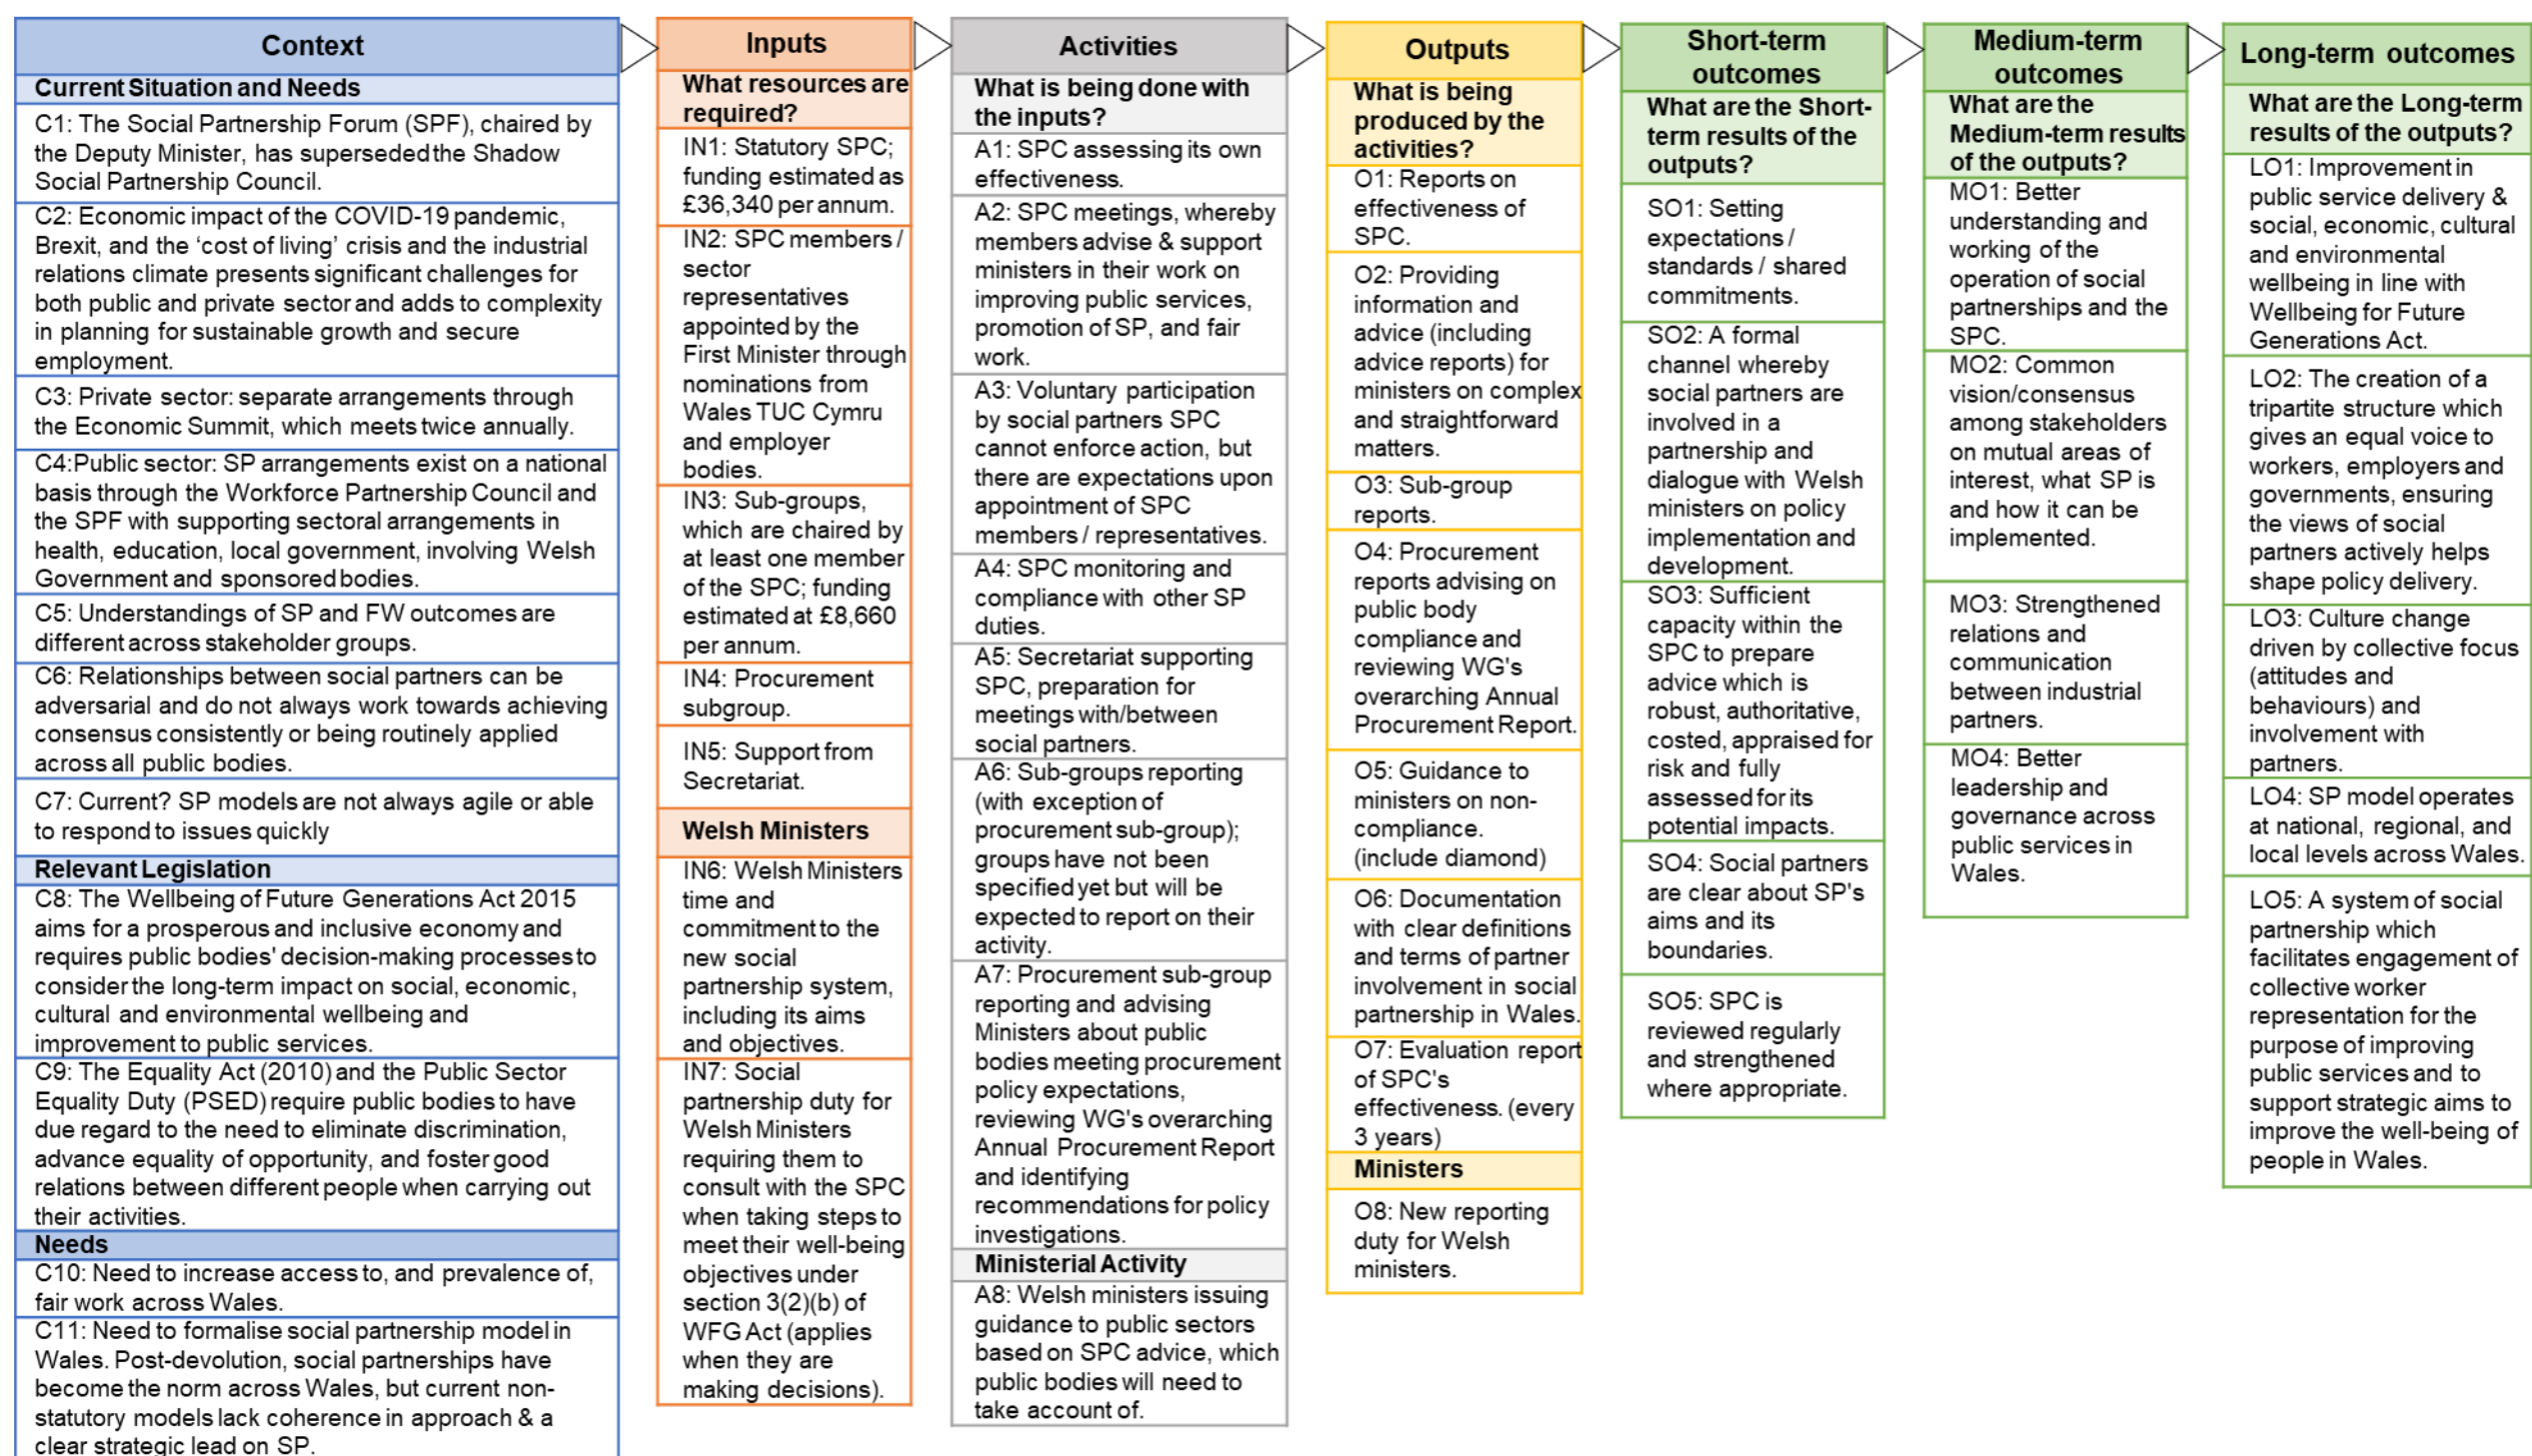 Context
Current Situation and Needs
C1: The Social Partnership Forum (SPF), chaired by
the Deputy Minister, has superseded the Shadow
Social Partnership Council.
C2: Economic impact of the COVID-19 pandemic,
Brexit, and the ‘cost of living’ crisis and the industrial
relations climate presents significant challenges for
both public and private sector and adds to complexity
in planning for sustainable growth and secure
employment.
C3: Private sector: separate arrangements through
the Economic Summit, which meets twice annually.
C4:Public sector: SP arrangements exist on a national
basis through the Workforce Partnership Council and
the SPF with supporting sectoral arrangements in
health, education, local government, involving Welsh
Government and sponsored bodies.
C5: Understandings of SP and FW outcomes are
different across stakeholder groups.
C6: Relationships between social partners can be
adversarial and do not always work towards achieving
consensus consistently or being routinely applied
across all public bodies.
C7: Current? SP models are not always agile or able
to respond to issues quickly
Relevant Legislation
C8: The Wellbeing of Future Generations Act 2015
aims for a prosperous and inclusive economy and
requires public bodies' decision-making processes to
consider the long-term impact on social, economic,
cultural and environmental wellbeing and
improvement to public services.
C9: The Equality Act (2010) and the Public Sector
Equality Duty (PSED) require public bodies to have
due regard to the need to eliminate discrimination,
advance equality of opportunity, and foster good
relations between different people when carrying out
their activities.
Needs
C10: Need to increase access to, and prevalence of,
fair work across Wales.
C11: Need to formalise social partnership model in
Wales. Post-devolution, social partnerships have
become the norm across Wales, but current non-
statutory models lack coherence in approach & a
clear strategic lead on SP.
Inputs
What resources are
required?
IN1: Statutory SPC;
funding estimated as
£36,340 per annum.
IN2: SPC members /
sector
representatives
appointed by the
First Minister through
nominations from
Wales TUC Cymru
and employer
bodies.
IN3: Sub-groups,
which are chaired by
at least one member
of the SPC; funding
estimated at £8,660
per annum.
IN4: Procurement
subgroup.
IN5: Support from
Secretariat.
Welsh Ministers
IN6: Welsh Ministers
time and
commitment to the
new social
partnership system,
including its aims
and objectives.
IN7: Social
partnership duty for
Welsh Ministers
requiring them to
consult with the SPC
when taking steps to
meet their well-being
objectives under
section 3(2)(b) of
WFG Act (applies
when they are
making decisions).
Activities
What is being done with
the inputs?
A1: SPC assessing its own
effectiveness.
A2: SPC meetings, whereby
members advise & support
ministers in their work on
improving public services,
promotion of SP, and fair
work.
A3: Voluntary participation
by social partners SPC
cannot enforce action, but
there are expectations upon
appointment of SPC
members / representatives.
A4: SPC monitoring and
compliance with other SP
duties.
A5: Secretariat supporting
SPC, preparation for
meetings with/between
social partners.
A6: Sub-groups reporting
(with exception of
procurement sub-group);
groups have not been
specified yet but will be
expected to report on their
activity.
A7: Procurement sub-group
reporting and advising
Ministers about public
bodies meeting procurement
policy expectations,
reviewing WG's overarching
Annual Procurement Report
and identifying
recommendations for policy
investigations.
Ministerial Activity
A8: Welsh ministers issuing
guidance to public sectors
based on SPC advice, which
public bodies will need to
take account of.
Outputs
What is being
produced by the
activities?
O1: Reports on
effectiveness of
SPC.
O2: Providing
information and
advice (including
advice reports) for
ministers on complex
and straightforward
matters.
O3: Sub-group
reports.
O4: Procurement
reports advising on
public body
compliance and
reviewing WG's
overarching Annual
Procurement Report.
O5: Guidance to
ministers on non-
compliance.
(include diamond)
O6: Documentation
with clear definitions
and terms of partner
involvement in social
partnership in Wales.
O7: Evaluation report
of SPC's
effectiveness. (every
3 years)
Ministers
O8: New reporting
duty for Welsh
ministers.
Short-term
outcomes
What are the Short-
term results of the
outputs?
SO1: Setting
expectations /
standards / shared
commitments.
SO2: A formal
channel whereby
social partners are
involved in a
partnership and
dialogue with Welsh
ministers on policy
implementation and
development.
SO3: Sufficient
capacity within the
SPC to prepare
advice which is
robust, authoritative,
costed, appraised for
risk and fully
assessed for its
potential impacts.
SO4: Social partners
are clear about SP's
aims and its
boundaries.
SO5: SPC is
reviewed regularly
and strengthened
where appropriate.
Medium-term
outcomes
What are the
Medium-term results
of the outputs?
MO1: Better
understanding and
working of the
operation of social
partnerships and the
SPC.
MO2: Common
vision/consensus
among stakeholders
on mutual areas of
interest, what SP is
and how it can be
implemented.
MO3: Strengthened
relations and
communication
between industrial
partners.
MO4: Better
leadership and
governance across
public services in
Wales.
Long-term outcomes
What are the Long-term
results of the outputs?
LO1: Improvement in
public service delivery &
social, economic, cultural
and environmental
wellbeing in line with
Wellbeing for Future
Generations Act.
LO2: The creation of a
tripartite structure which
gives an equal voice to
workers, employers and
governments, ensuring
the views of social
partners actively helps
shape policy delivery.
LO3: Culture change
driven by collective focus
(attitudes and
behaviours) and
involvement with
partners.
LO4: SP model operates
at national, regional, and
local levels across Wales.
LO5: A system of social
partnership which
facilitates engagement of
collective worker
representation for the
purpose of improving
public services and to
support strategic aims to
improve the well-being of
people in Wales.